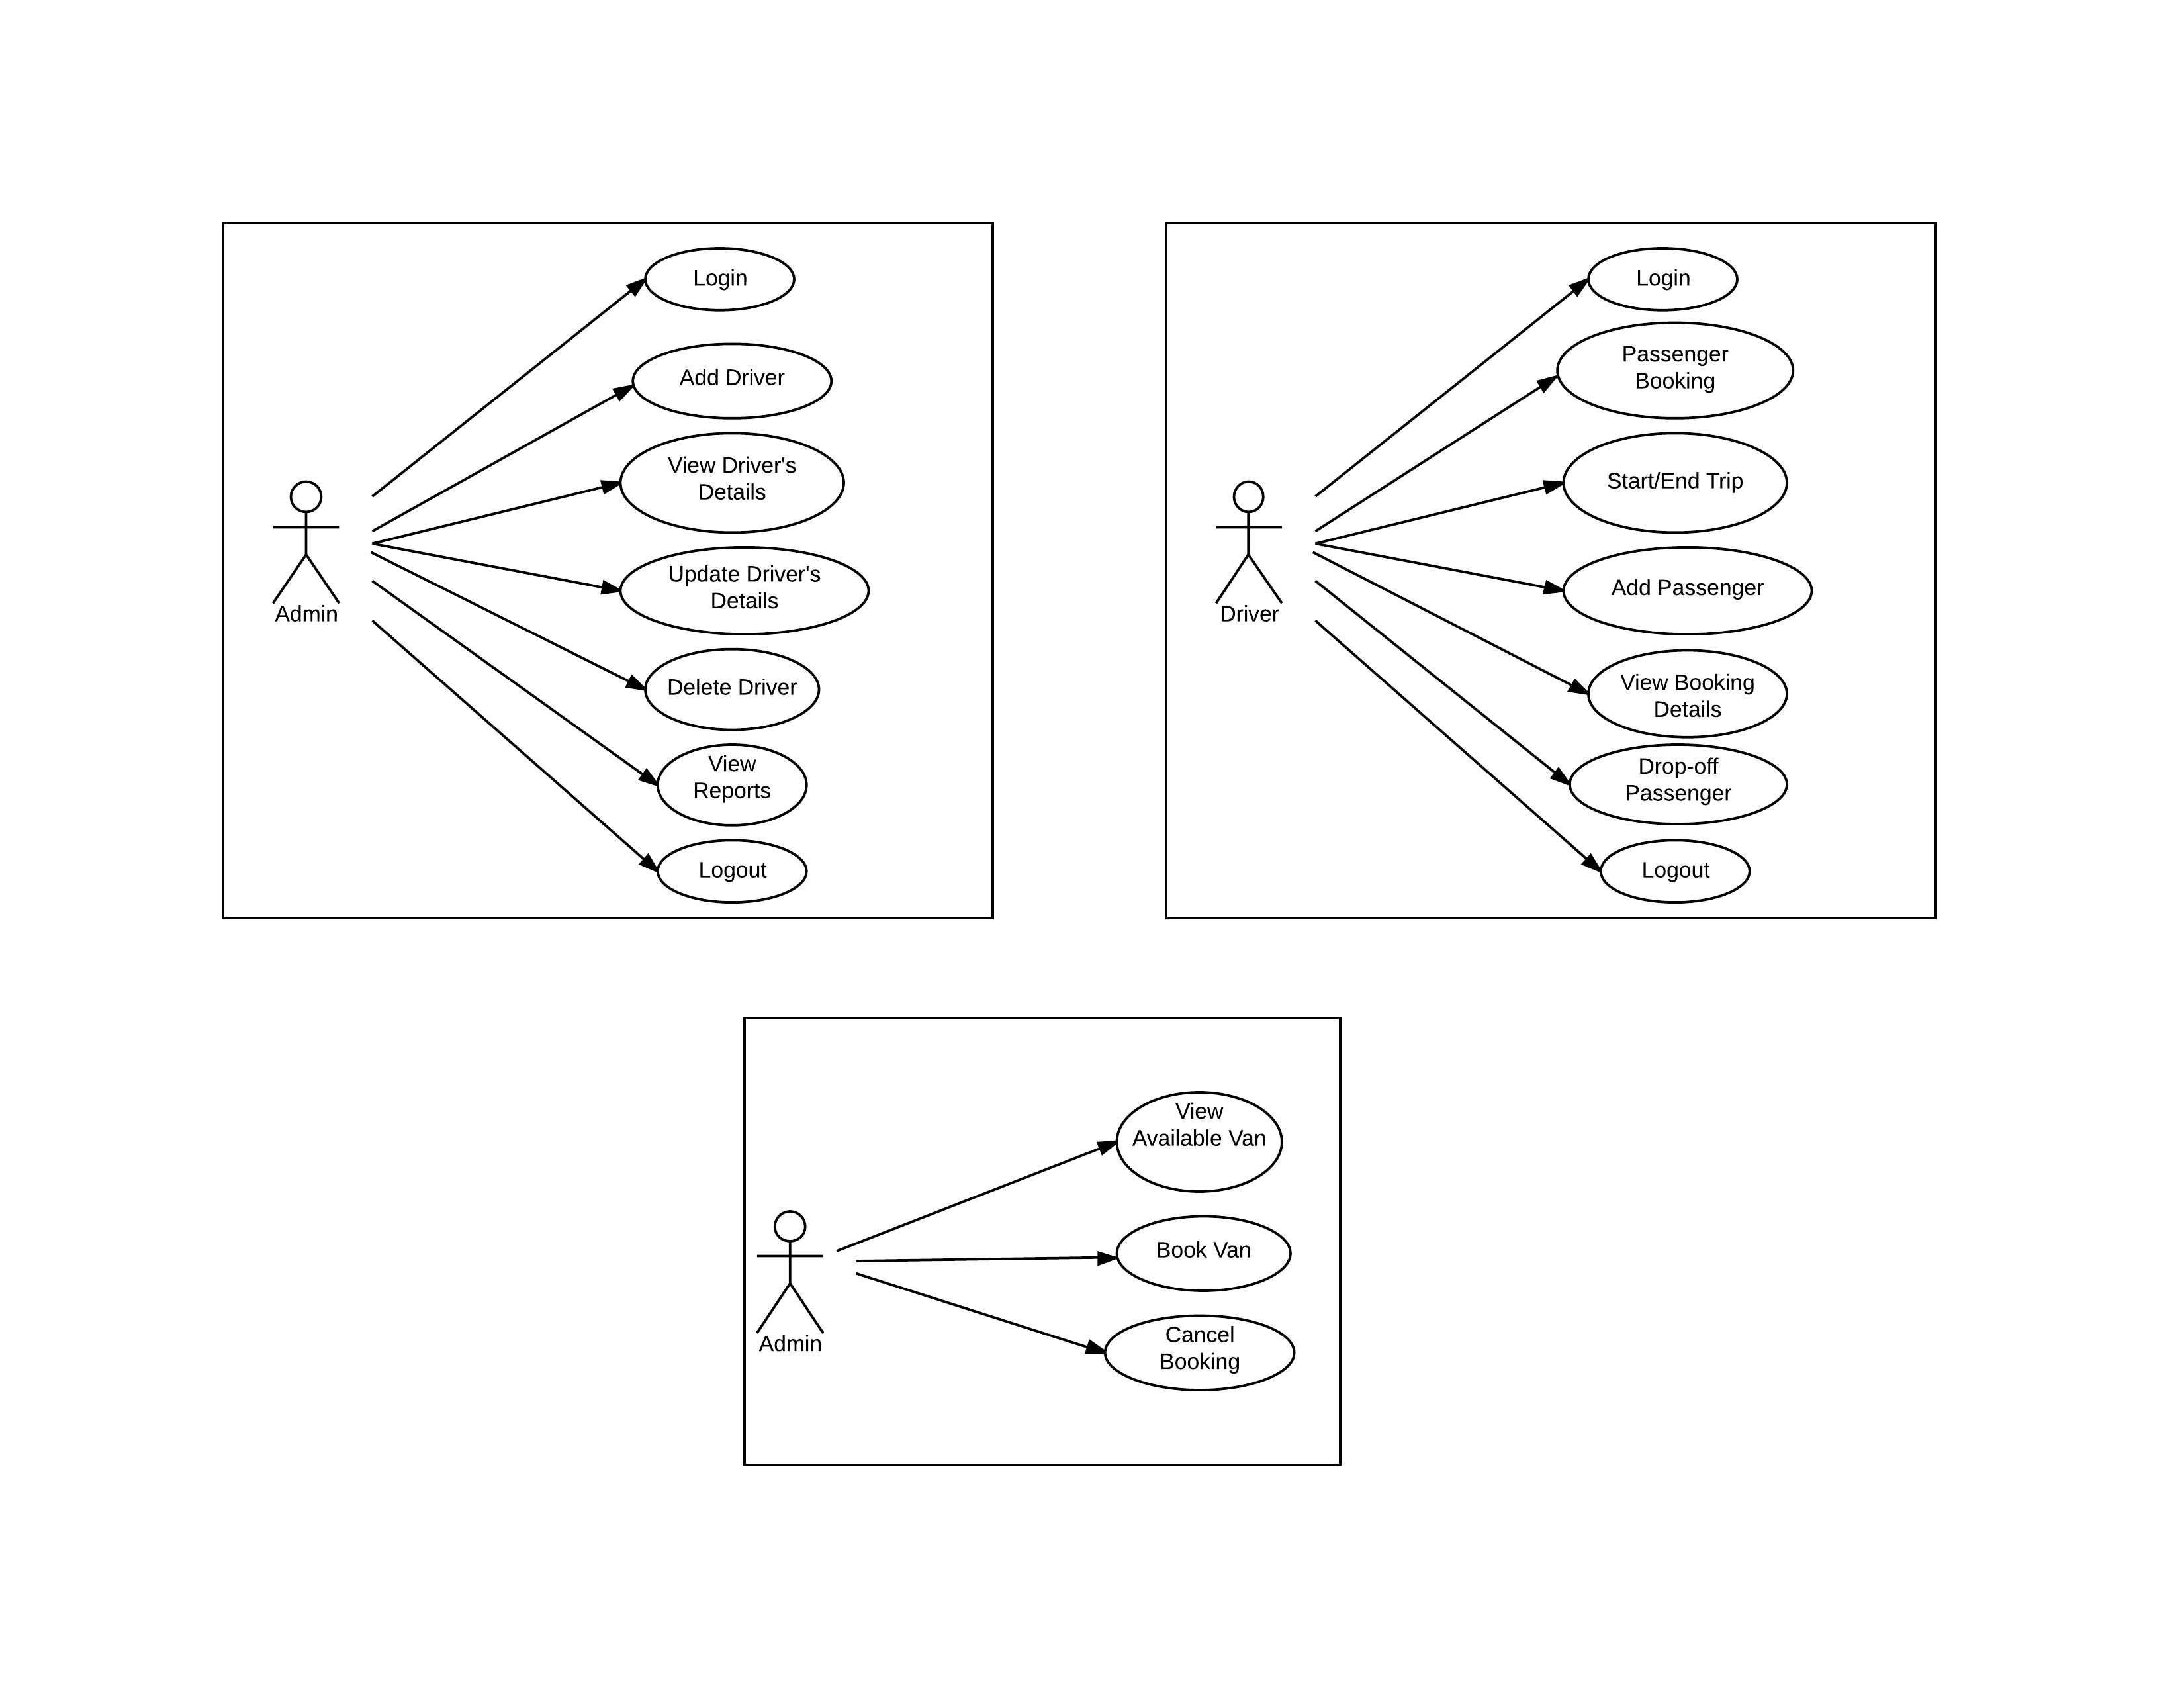 Login
Add Driver
View Driver's
Details
Update Driver's
Details
Admin
Delete Driver
View
Reports
Logout
Login
Passenger
Booking
Start/End Trip
Add Passenger
Driver
View Booking
Details
Drop-off
Passenger
Logout
View
Available Van
Book Van
Cancel
Booking
Admin